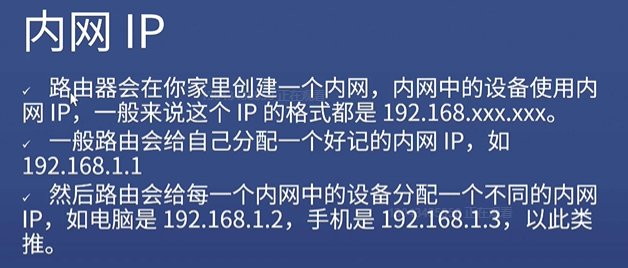 内网 IP
✓ 路由器会在你家里创建一个内网，内网中的设备使用内
网 IP，一般来说这个 IP 的格式都是 192.168.xxx.xxx。
✓ 一般路由会给自己分配一个好记的内网 IP，如
192.168.1.1
✓ 然后路由会给每一个内网中的设备分配一个不同的内网
IP，如电脑是 192.168.1.2，手机是 192.168.1.3，以此类
推。